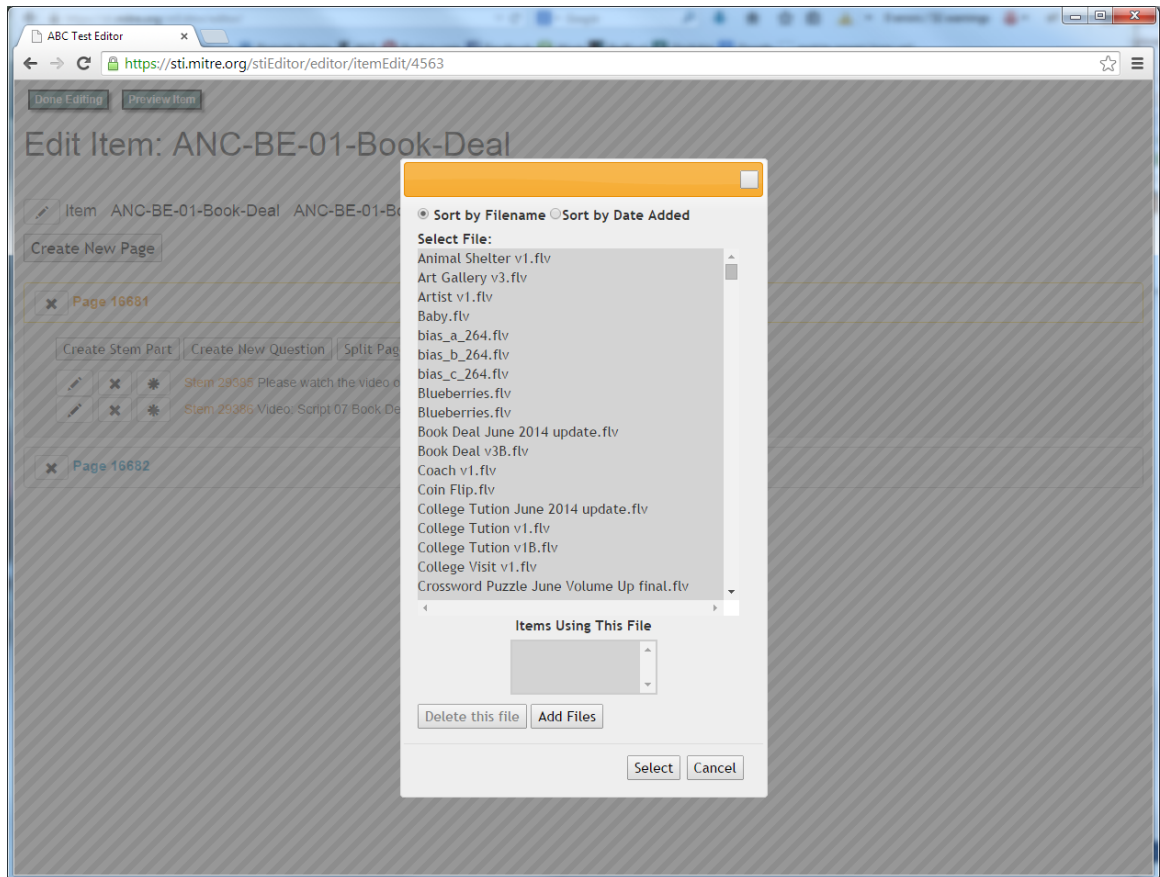 ABC Test Editor
https://sti.mitre.org/stiEditor/editor/itemEdit/4563
Done Editing Preview Item
Edit Item: ANC-BE-01-Book-Deal
Item ANC-BE-01-Book-Deal ANC-BE-01-Bo
Create New Page
Page 16681
Create Stem Part Create New Question Split Pag
Stem 29385 Please watch the video o
Stem 29386 Video: Script 07 Book De
Page 16682
Sort by Filename Sort by Date Added
Select File:
Animal Shelter v1.flv
Art Gallery v3.flv
Artist v1.flv
Baby.flv
bias_a_264.flv
bias_b_264.flv
bias_c_264.flv
Blueberries.flv
Blueberries.flv
Book Deal June 2014 update.flv
Book Deal v3B.flv
Coach v1.flv
Coin Flip.flv
College Tution June 2014 update.flv
College Tution v1.flv
College Tution v1B.flv
College Visit v1.flv
Crossword Puzzle June Volume Up final.flv
Items Using This File
Delete this file Add Files
Select Cancel